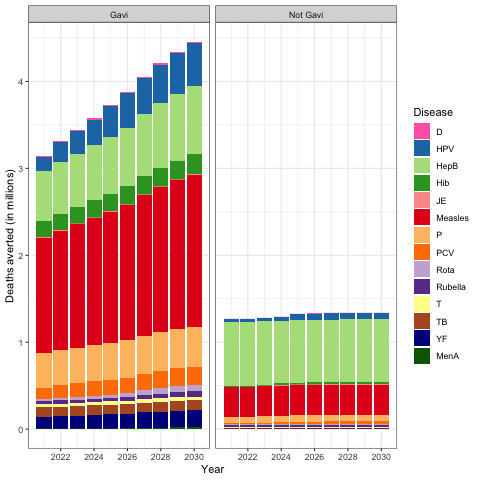 Gavi
Not Gavi
Deaths averted (in millions)
4
3
2
1
0
2022
2024
2026
2028
2030
2022
2024
2026
2028
2030
Year
Disease
D
HPV
HepB
Hib
JE
Measles
P
PCV
Rota
Rubella
T
TB
YF
MenA